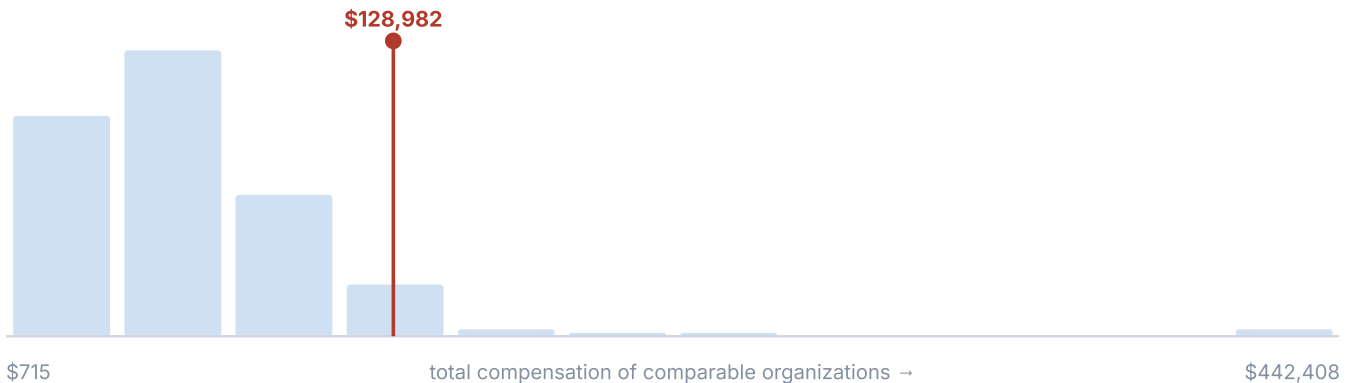 $128,982
$715
total compensation of comparable organizations →
$442,408